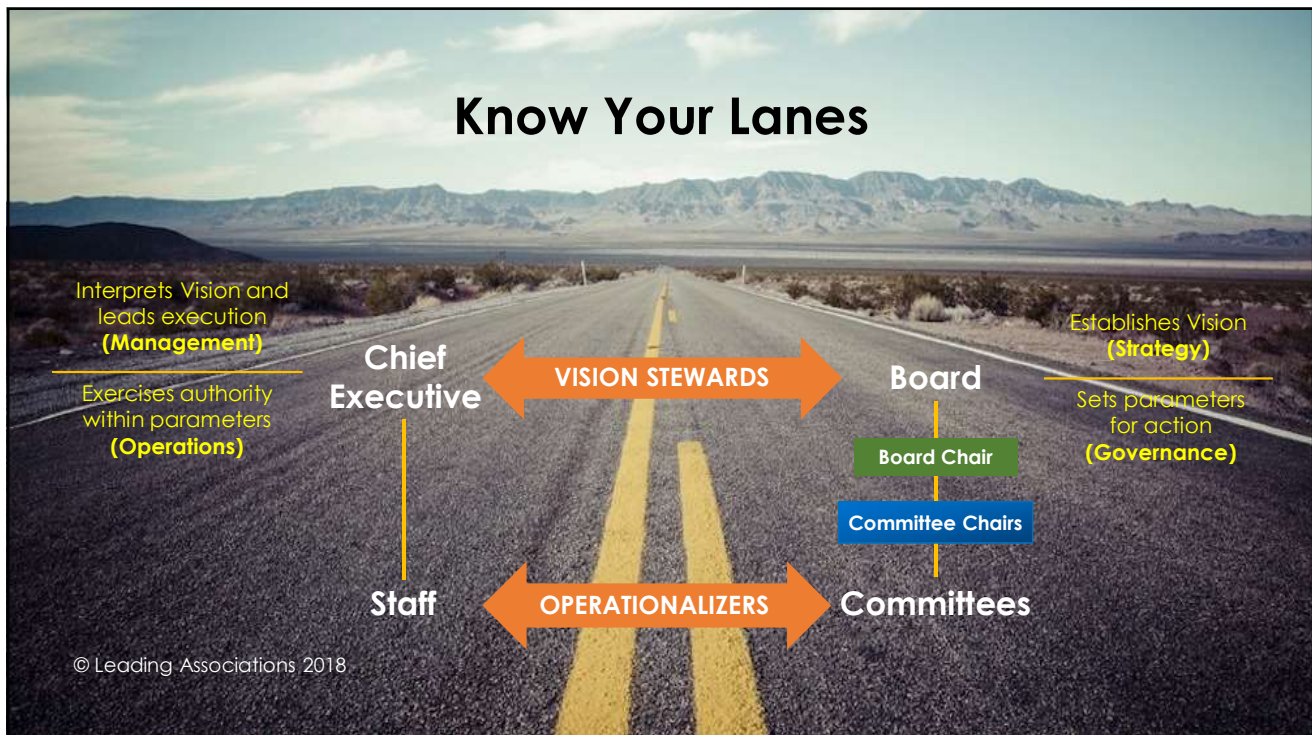 Know Your Lanes
Interprets Vision and
leads execution
(Management)
Exercises authority
within parameters
(Operations)
Chief
Executive
VISION STEWARDS
Board
Establishes Vision
(Strategy)
Sets parameters
for action
(Governance)
Board Chair
Committee Chairs
Staff
OPERATIONALIZERS
Committees
© Leading Associations 2018